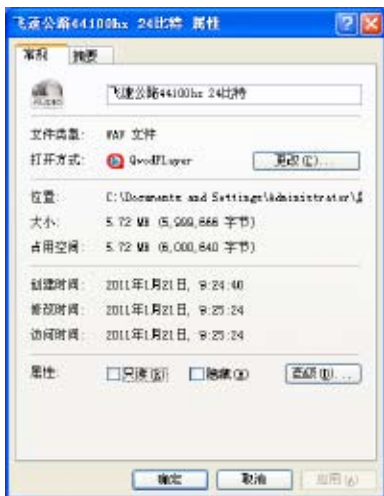 飞速公路44100hz 24比特 属性
常规 摘要
AUDIO
飞速公路44100hz 24比特
文件类型: WAV 文件
打开方式: QvodPlayer 更改(C)...
位置: C:\Documents and Settings\Administrator\
大小: 5.72 MB (5,999,666 字节)
占用空间: 5.72 MB (6,000,640 字节)
创建时间: 2011年1月21日, 9:24:40
修改时间: 2011年1月21日, 9:25:24
访问时间: 2011年1月21日, 9:25:24
属性: 只读(R) 隐藏(H) 高级(D)...
确定 取消 应用(A)